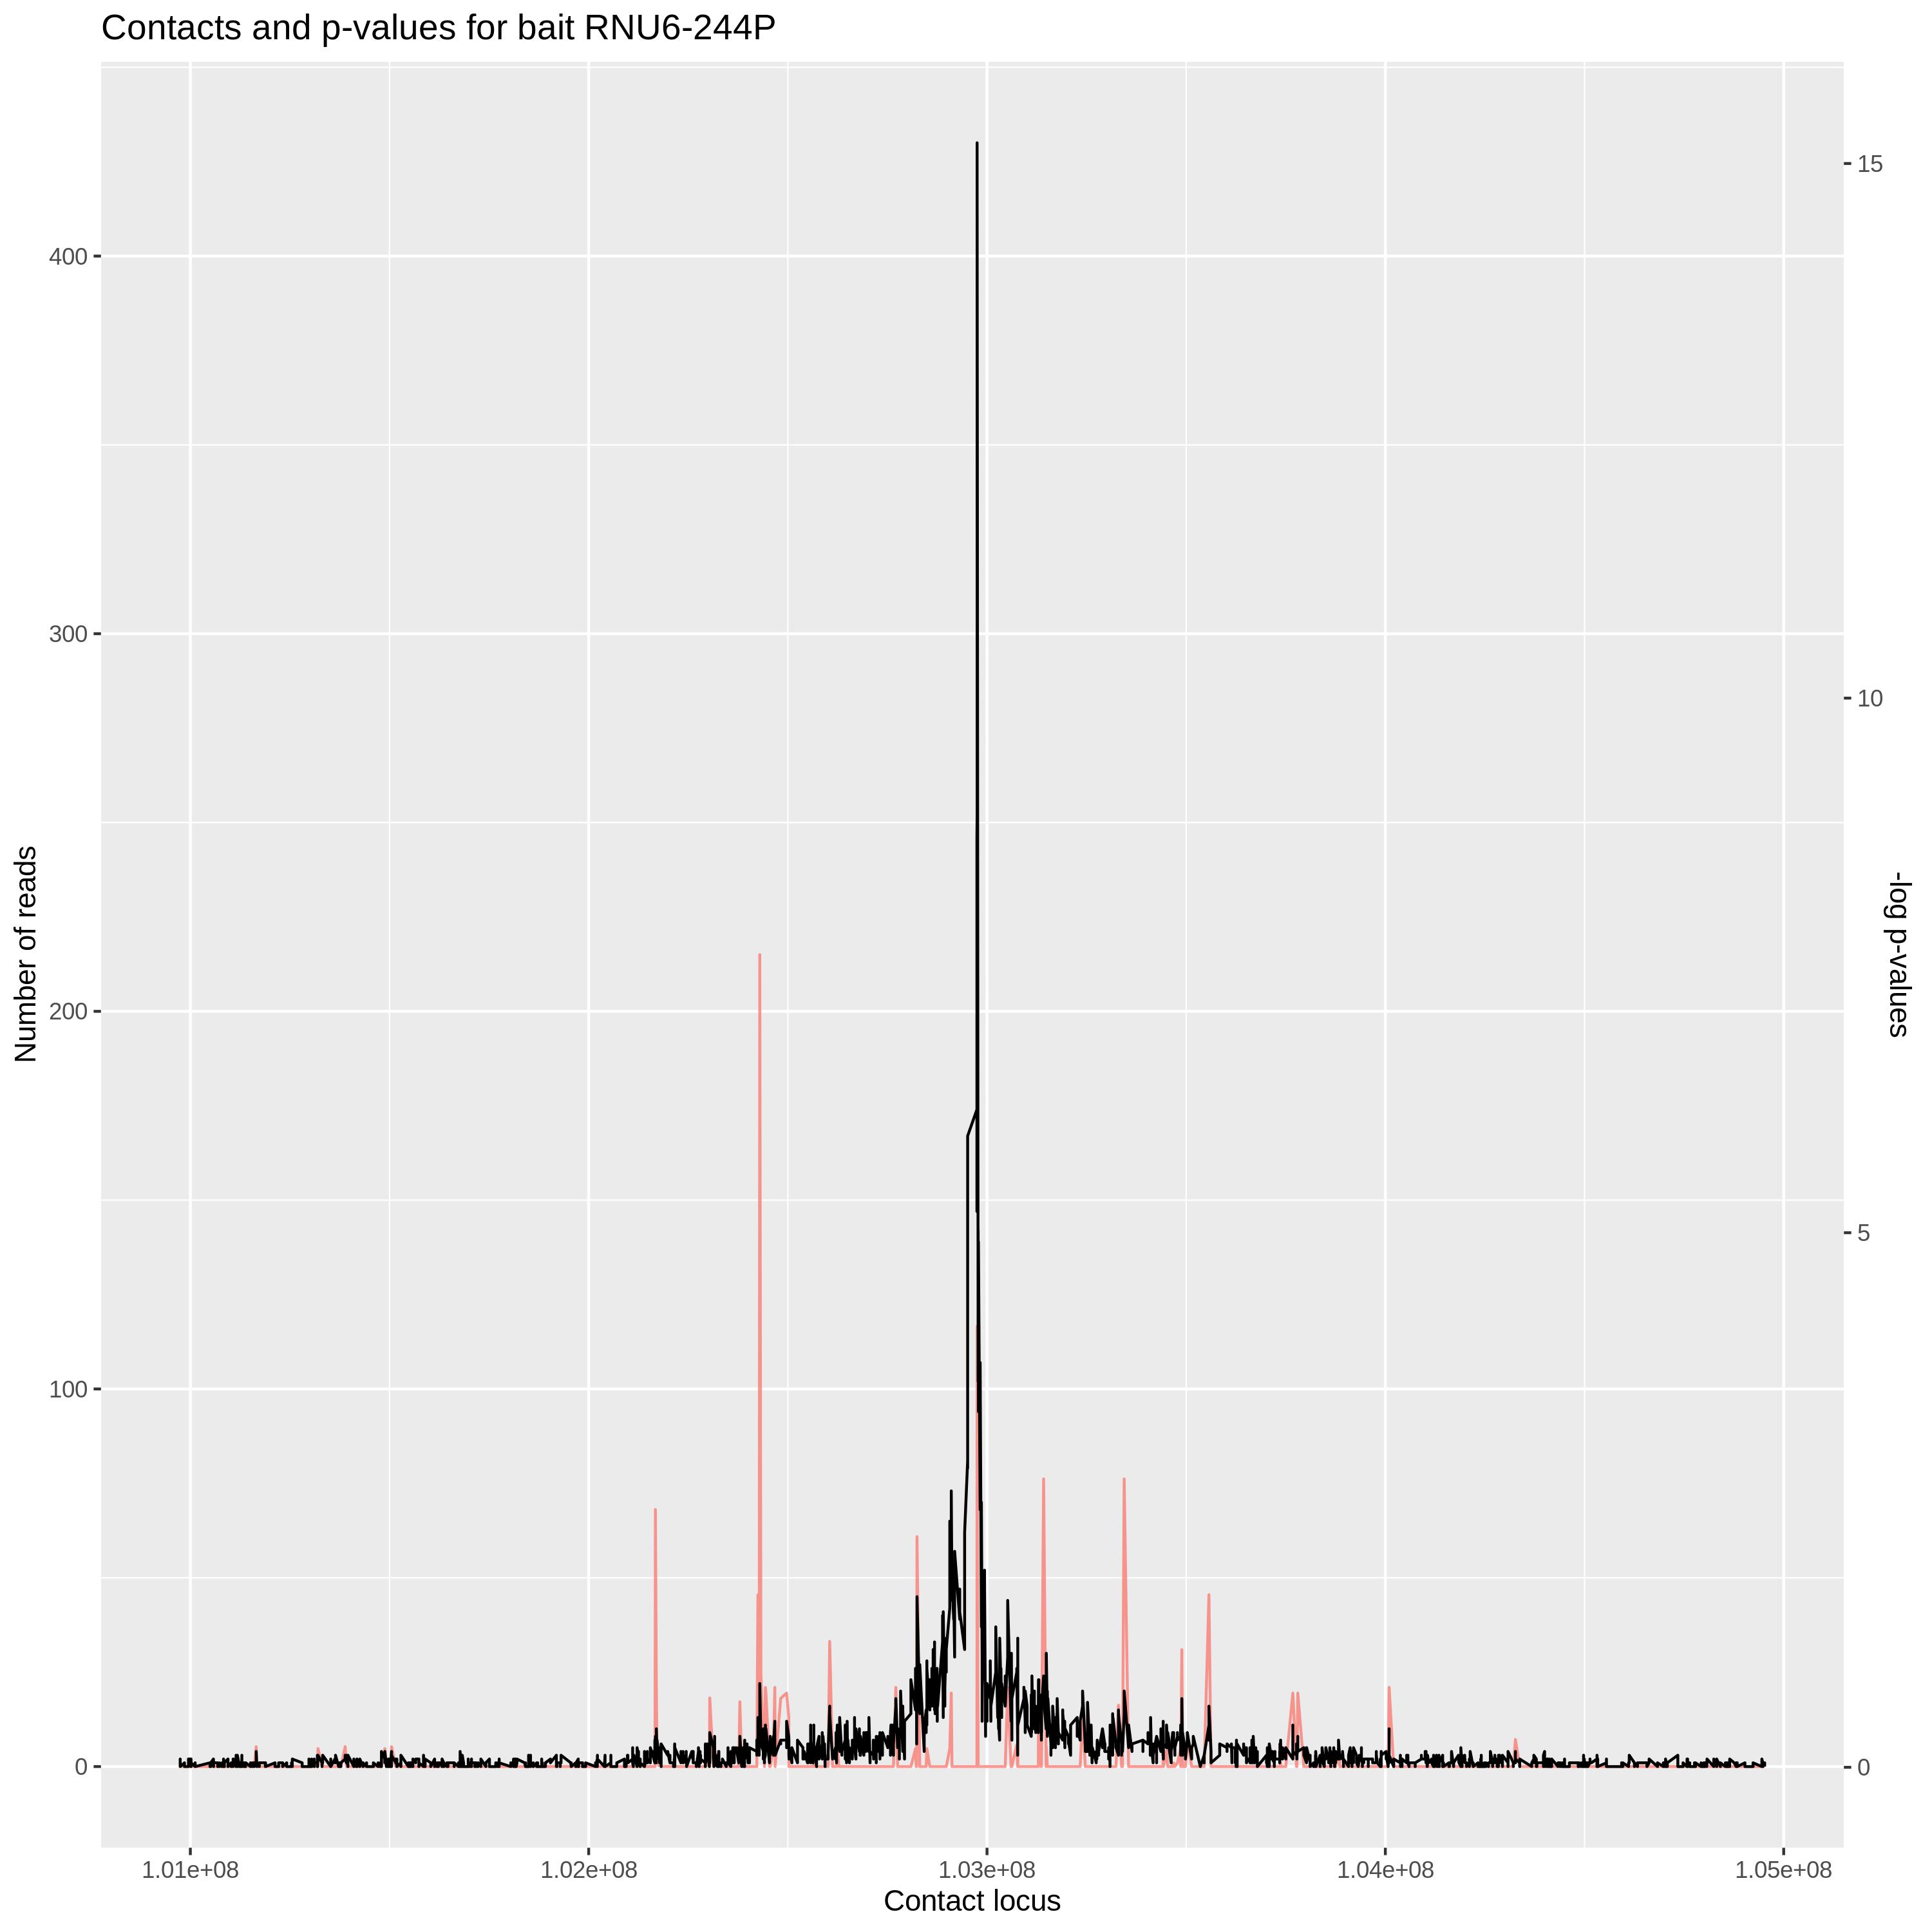 Contacts and p-values for bait RNU6-244P
400
300
200
100
0
Number of reads
15
10
5
0
-log p-values
1.01e+08
1.02e+08
1.03e+08
1.04e+08
1.05e+08
Contact locus